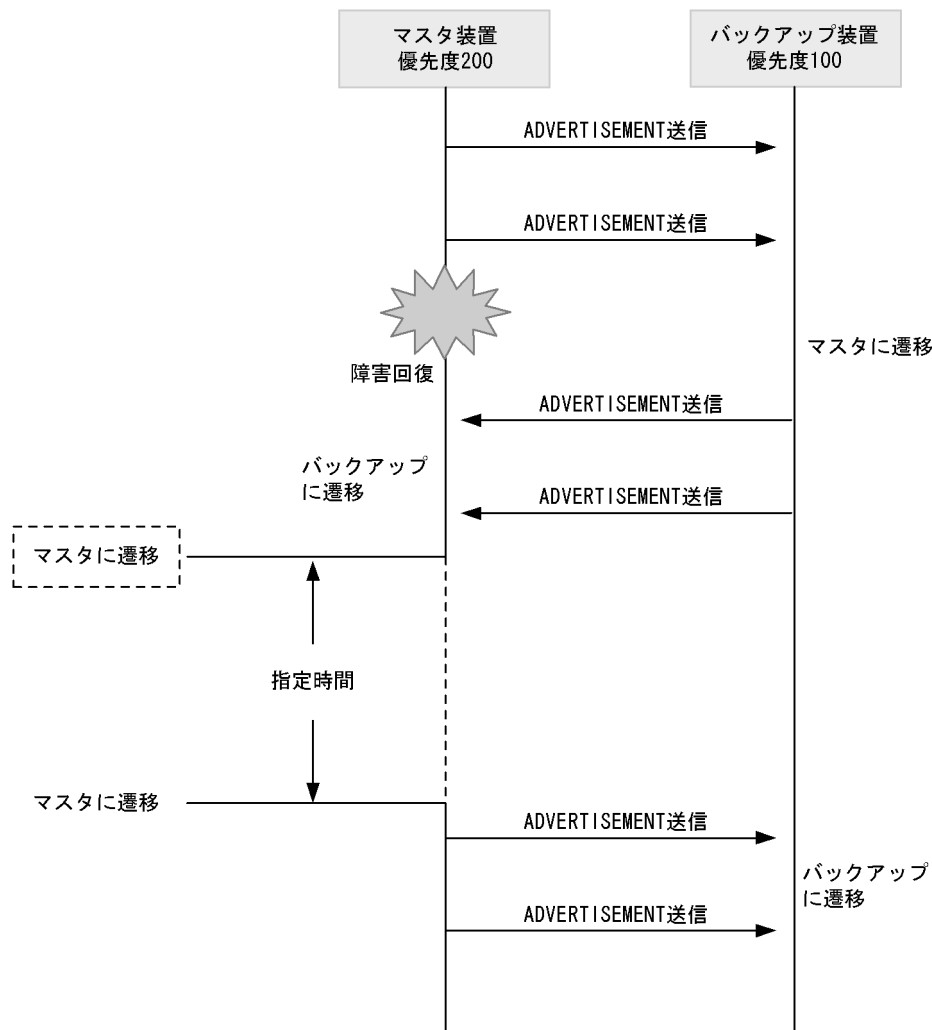 マスタ装置
優先度200
バックアップ装置
優先度100
ADVERTISEMENT送信
ADVERTISEMENT送信
マスタに遷移
障害回復
ADVERTISEMENT送信
バックアップ
に遷移
ADVERTISEMENT送信
マスタに遷移
指定時間
マスタに遷移
ADVERTISEMENT送信
バックアップ
に遷移
ADVERTISEMENT送信